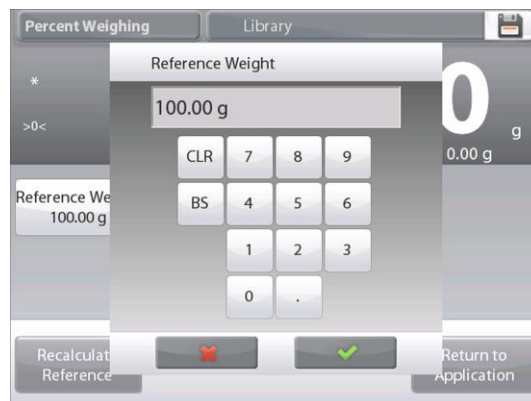 Percent Weighing
Library
Reference Weight
*
100.00 g
0
>0<
g
0.00 g
CLR 7 8 9
Reference We
100.00 g
BS 4 5 6
1 2 3
0 .
Recalculat
Reference
Return to
Application